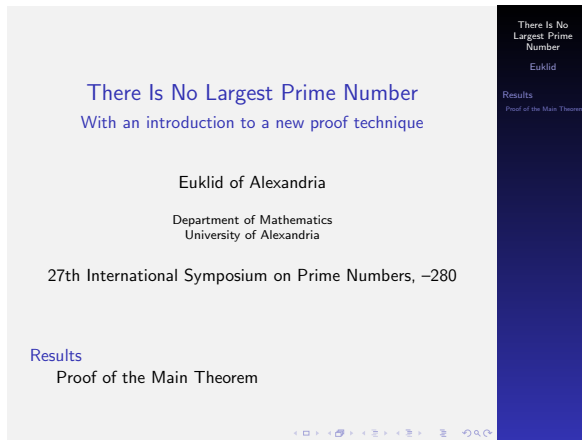 There Is No Largest Prime Number
With an introduction to a new proof technique
Euklid of Alexandria
Department of Mathematics
University of Alexandria
27th International Symposium on Prime Numbers, –280
Results
Proof of the Main Theorem
There Is No
Largest Prime
Number
Euklid
Results
Proof of the Main Theorem